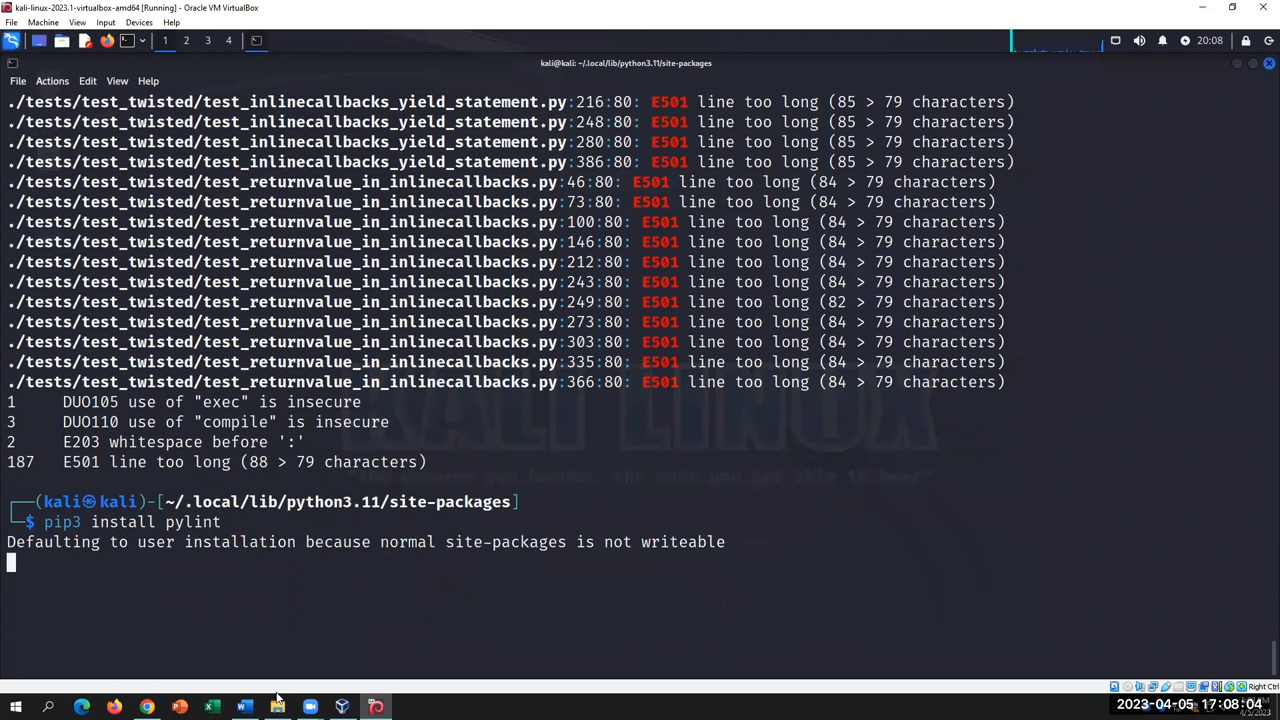 kali-linux-2023.1-virtualbox-amd64 [Running] - Oracle VM VirtualBox
File Machine View Input Devices Help
1 2 3 4 20:08
kali@kali: ~/.local/lib/python3.11/site-packages
File Actions Edit View Help
./tests/test_twisted/test_inlinecallbacks_yield_statement.py:216:80: E501 line too long (85 > 79 characters)
./tests/test_twisted/test_inlinecallbacks_yield_statement.py:248:80: E501 line too long (85 > 79 characters)
./tests/test_twisted/test_inlinecallbacks_yield_statement.py:280:80: E501 line too long (85 > 79 characters)
./tests/test_twisted/test_inlinecallbacks_yield_statement.py:386:80: E501 line too long (85 > 79 characters)
./tests/test_twisted/test_returnvalue_in_inlinecallbacks.py:46:80: E501 line too long (84 > 79 characters)
./tests/test_twisted/test_returnvalue_in_inlinecallbacks.py:73:80: E501 line too long (84 > 79 characters)
./tests/test_twisted/test_returnvalue_in_inlinecallbacks.py:100:80: E501 line too long (84 > 79 characters)
./tests/test_twisted/test_returnvalue_in_inlinecallbacks.py:146:80: E501 line too long (84 > 79 characters)
./tests/test_twisted/test_returnvalue_in_inlinecallbacks.py:212:80: E501 line too long (84 > 79 characters)
./tests/test_twisted/test_returnvalue_in_inlinecallbacks.py:243:80: E501 line too long (84 > 79 characters)
./tests/test_twisted/test_returnvalue_in_inlinecallbacks.py:249:80: E501 line too long (82 > 79 characters)
./tests/test_twisted/test_returnvalue_in_inlinecallbacks.py:273:80: E501 line too long (84 > 79 characters)
./tests/test_twisted/test_returnvalue_in_inlinecallbacks.py:303:80: E501 line too long (84 > 79 characters)
./tests/test_twisted/test_returnvalue_in_inlinecallbacks.py:335:80: E501 line too long (84 > 79 characters)
./tests/test_twisted/test_returnvalue_in_inlinecallbacks.py:366:80: E501 line too long (84 > 79 characters)
1 DUO105 use of "exec" is insecure
3 DUO110 use of "compile" is insecure
2 E203 whitespace before ':'
187 E501 line too long (88 > 79 characters)
KALI LINUX
(kali㉿kali)-[~/.local/lib/python3.11/site-packages]
$ pip3 install pylint
Defaulting to user installation because normal site-packages is not writeable
Right Ctrl
2023-04-05 17:08:04
4/5/2023